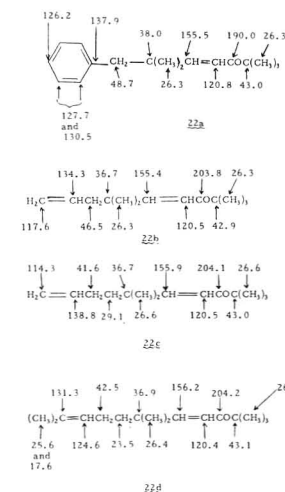 126.2 137.9 38.0 155.5 190.0 26.3
CH₂ — C(CH₃)₂CH = CHCOC(CH₃)₃
48.7 26.3 120.8 43.0
127.7
and
130.5
22a
134.3 36.7 155.4 203.8 26.3
H₂C = CHCH₂C(CH₃)₂CH = CHCOC(CH₃)₃
117.6 46.5 26.3 120.5 42.9
22b
114.3 41.6 36.7 155.9 204.1 26.6
H₂C = CHCH₂CH₂C(CH₃)₂CH = CHCOC(CH₃)₃
138.8 29.1 26.6 120.5 43.0
22c
131.3 42.5 36.9 156.2 204.2
(CH₃)₂C = CHCH₂CH₂C(CH₃)₂CH = CHCOC(CH₃)₃
25.6 124.6 23.5 26.4 120.4 43.1
and
17.6
22d